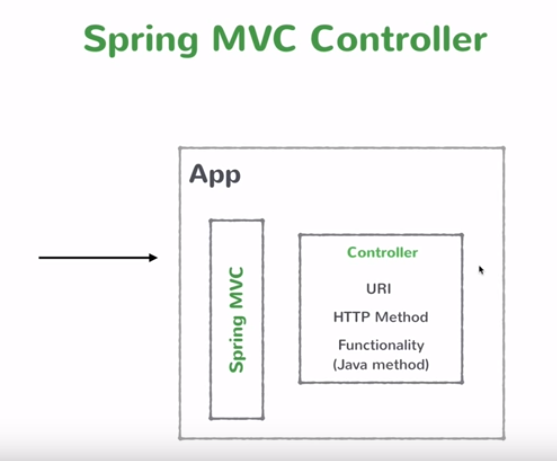 Spring MVC Controller
App
Spring MVC
Controller
URI
HTTP Method
Functionality
(Java method)